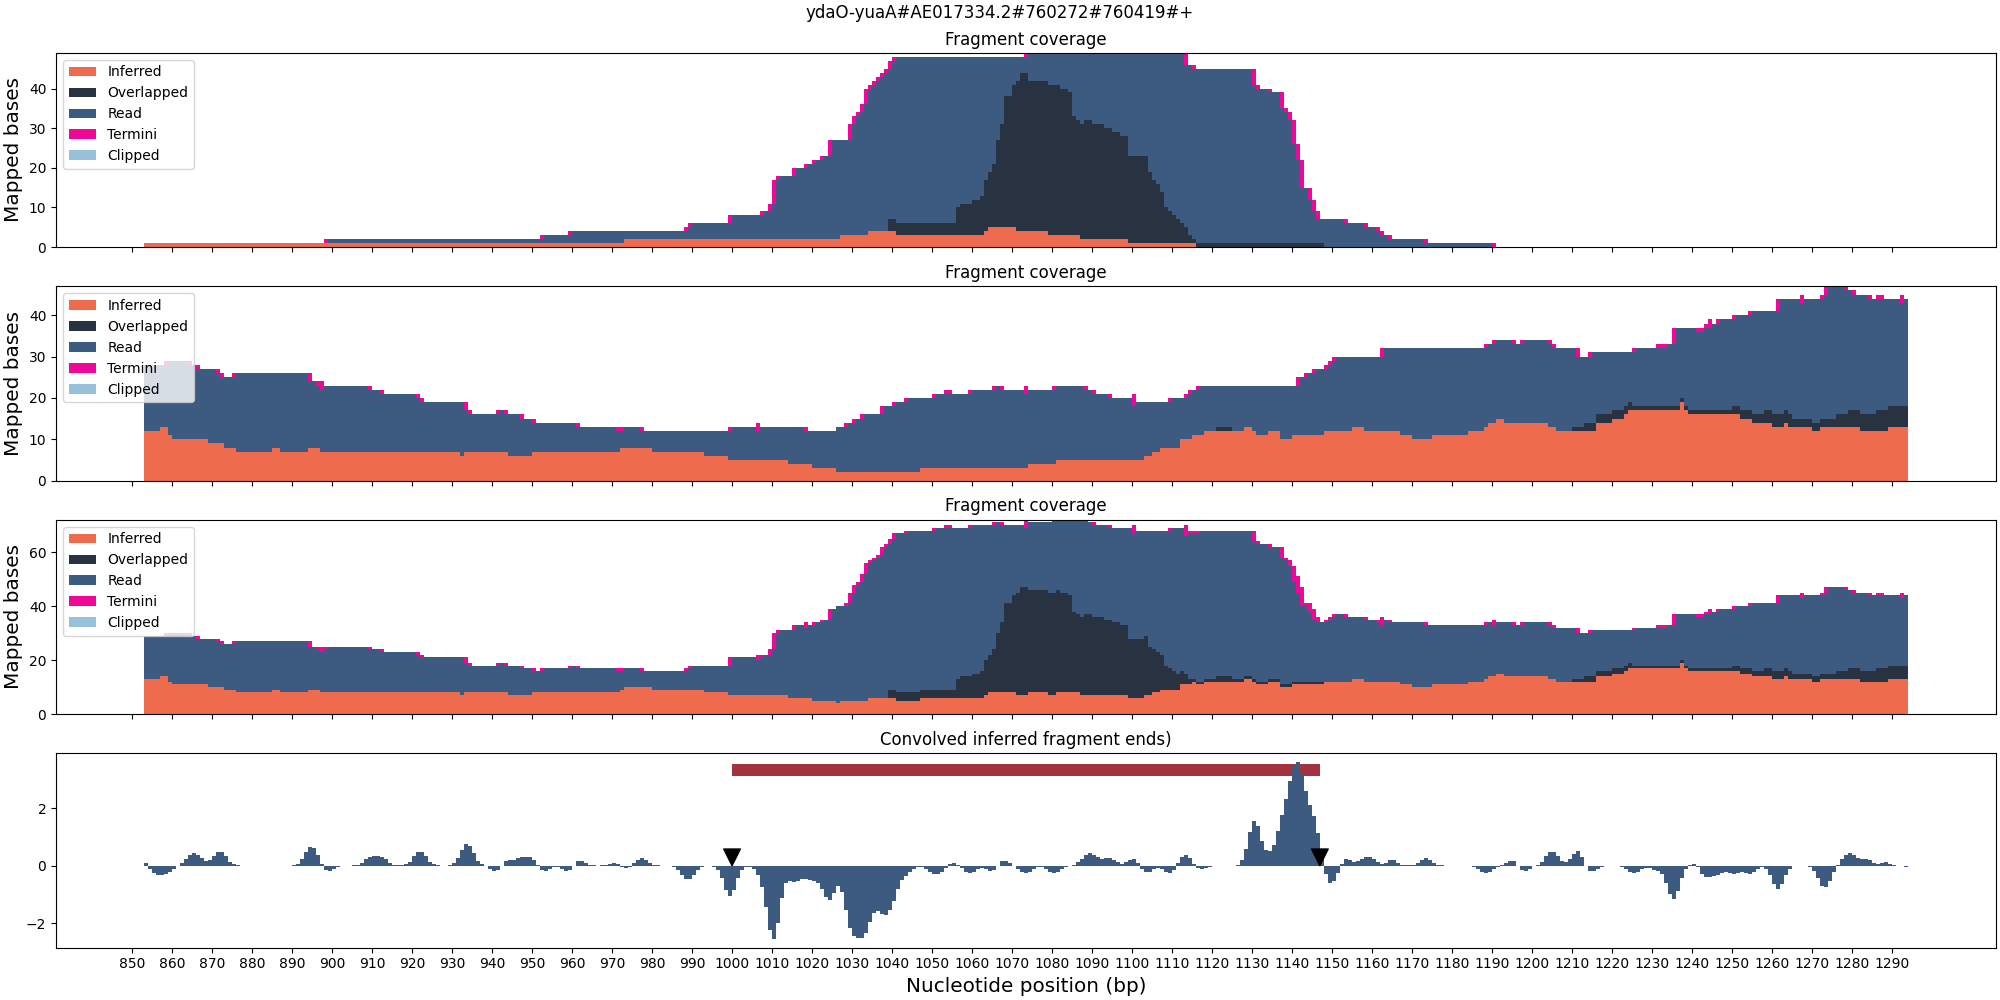 ydaO-yuaA#AE017334.2#760272#760419#+
Fragment coverage
Mapped bases
40
30
20
10
0
Inferred
Overlapped
Read
Termini
Clipped
Fragment coverage
Mapped bases
40
30
20
10
0
Inferred
Overlapped
Read
Termini
Clipped
Fragment coverage
Mapped bases
60
40
20
0
Inferred
Overlapped
Read
Termini
Clipped
Convolved inferred fragment ends)
2
0
−2
850 860 870 880 890 900 910 920 930 940 950 960 970 980 990 1000 1010 1020 1030 1040 1050 1060 1070 1080 1090 1100 1110 1120 1130 1140 1150 1160 1170 1180 1190 1200 1210 1220 1230 1240 1250 1260 1270 1280 1290
Nucleotide position (bp)